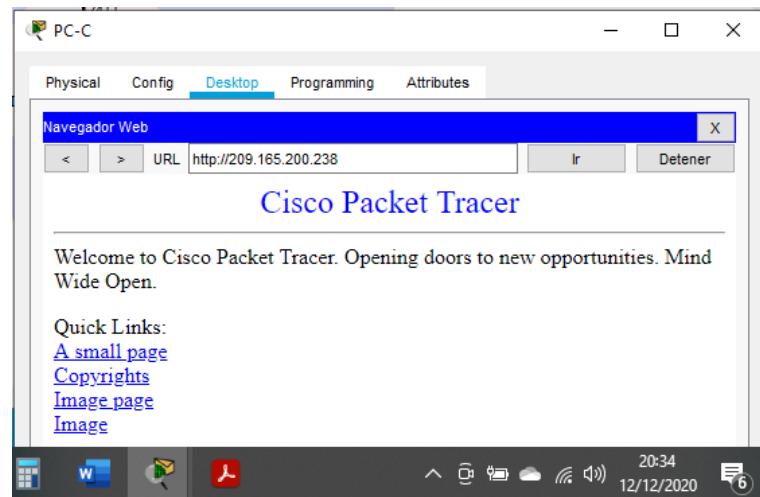 PC-C
Physical Config Desktop Programming Attributes
Navegador Web X
< > URL http://209.165.200.238 Ir Detener
Cisco Packet Tracer
Welcome to Cisco Packet Tracer. Opening doors to new opportunities. Mind
Wide Open.
Quick Links:
A small page
Copyrights
Image page
Image
20:34
12/12/2020
6